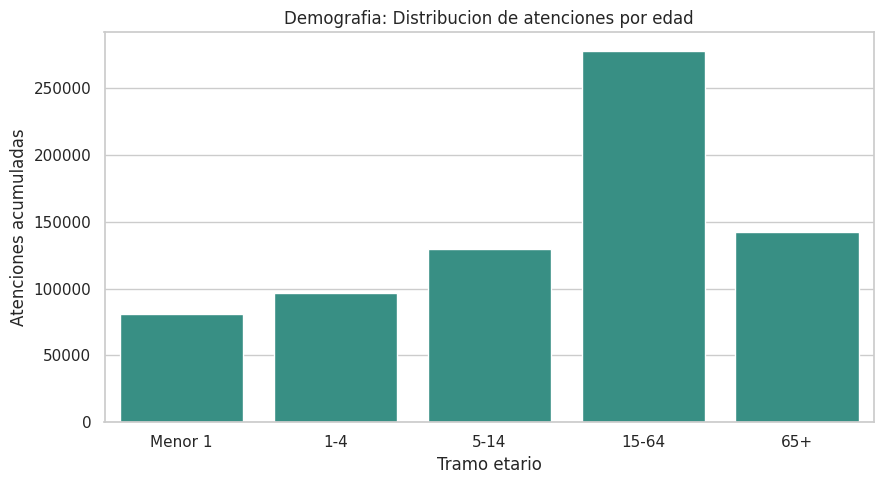 Demografia: Distribucion de atenciones por edad
Atenciones acumuladas
250000
200000
150000
100000
50000
0
Menor 1
1-4
5-14
15-64
65+
Tramo etario